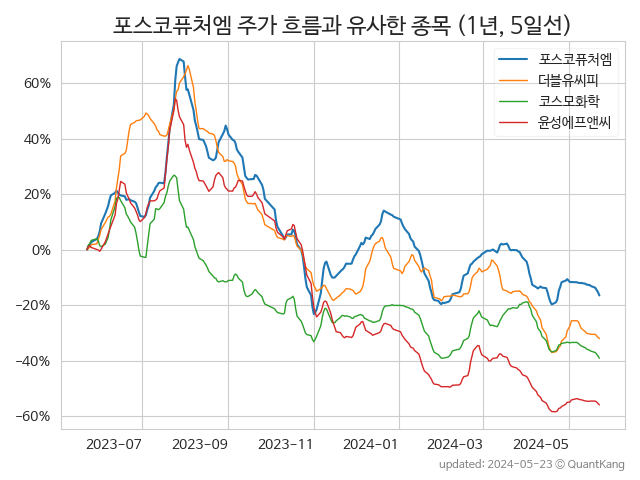 포스코퓨처엠 주가 흐름과 유사한 종목 (1년, 5일선)
포스코퓨처엠
더블유씨피
코스모화학
윤성에프앤씨
60%
40%
20%
0%
−20%
−40%
−60%
2023-07
2023-09
2023-11
2024-01
2024-03
2024-05
updated: 2024-05-23 © QuantKang